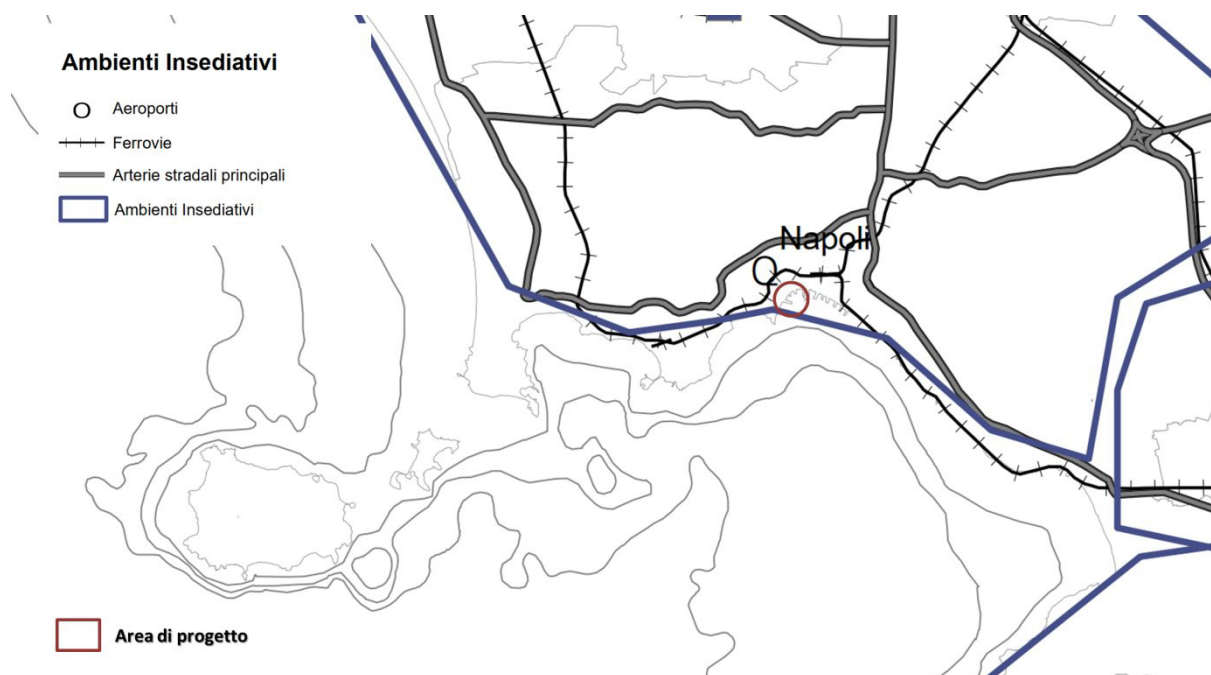 Ambienti Insediativi
Aeroporti
Ferrovie
Arterie stradali principali
Ambienti Insediativi
Napoli
Area di progetto